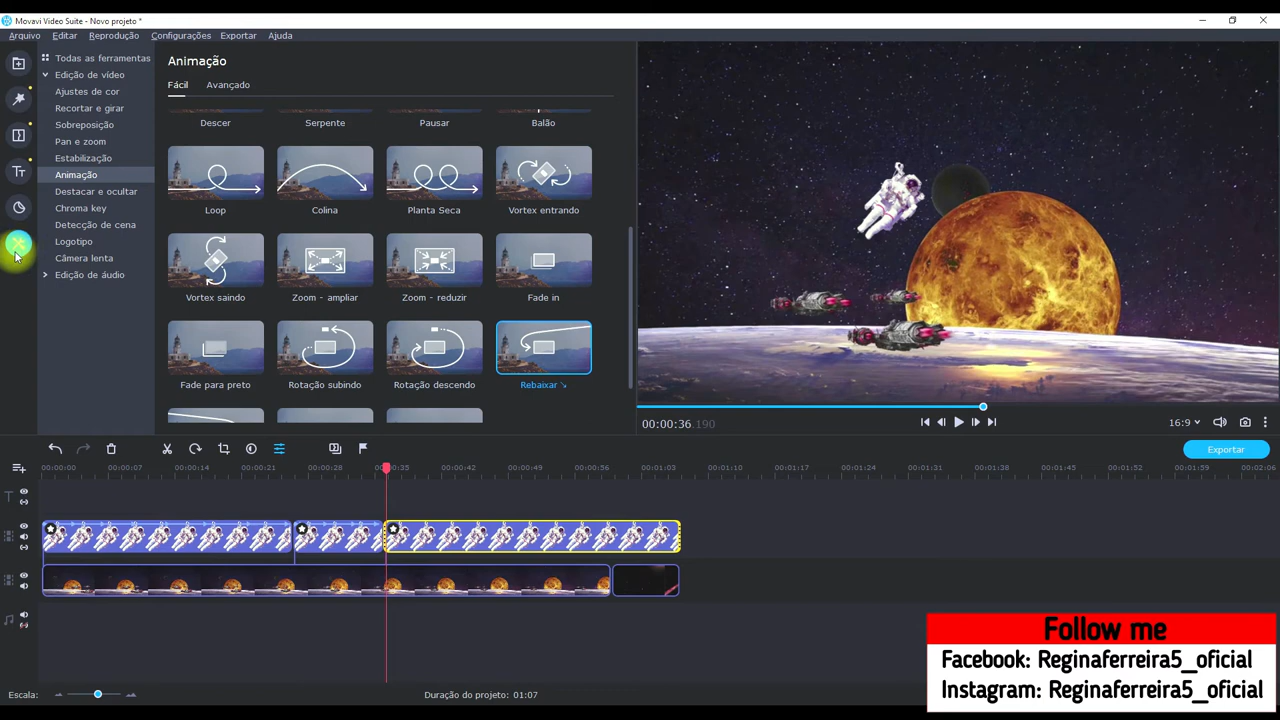 Movavi Video Suite - Novo projeto *
Arquivo Editar Reprodução Configurações Exportar Ajuda
Todas as ferramentas
Edição de vídeo
Ajustes de cor
Recortar e girar
Sobreposição
Pan e zoom
Estabilização
Animação
Destacar e ocultar
Chroma key
Detecção de cena
Logotipo
Câmera lenta
Edição de áudio
Animação
Fácil Avançado
Descer Serpente Pausar Balão
Loop Colina Planta Seca Vortex entrando
Vortex saindo Zoom - ampliar Zoom - reduzir Fade in
Fade para preto Rotação subindo Rotação descendo Rebaixar
00:00:36.190
16:9
Exportar
00:00:00 00:00:07 00:00:14 00:00:21 00:00:28 00:00:35 00:00:42 00:00:49 00:00:56 00:01:03 00:01:10 00:01:17 00:01:24 00:01:31 00:01:38 00:01:45 00:01:52 00:01:59 00:02:06
Follow me
Facebook: Reginaferreira5_oficial
Instagram: Reginaferreira5_oficial
Escala:
Duração do projeto: 01:07